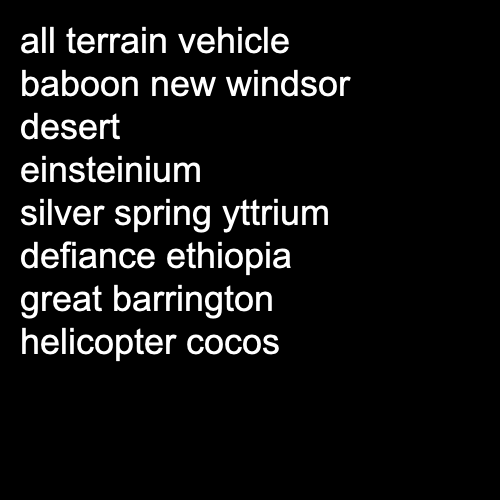 all terrain vehicle
baboon new windsor
desert
einsteinium
silver spring yttrium
defiance ethiopia
great barrington
helicopter cocos